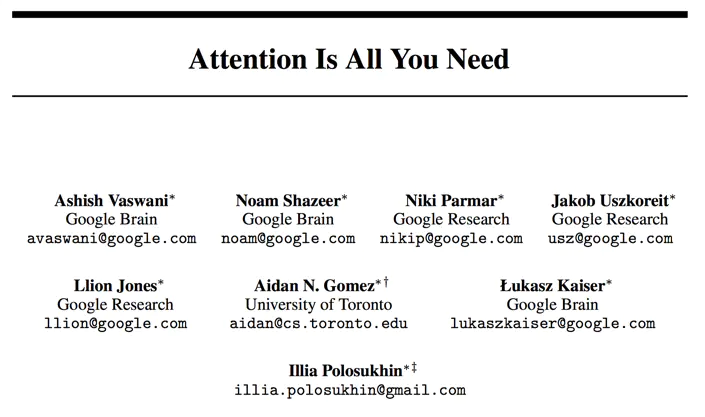 Attention Is All You Need
Ashish Vaswani* Noam Shazeer* Niki Parmar* Jakob Uszkoreit*
Google Brain Google Brain Google Research Google Research
avaswani@google.com noam@google.com nikip@google.com usz@google.com
Llion Jones* Aidan N. Gomez*† Łukasz Kaiser*
Google Research University of Toronto Google Brain
llion@google.com aidan@cs.toronto.edu lukaszkaiser@google.com
Illia Polosukhin*‡
illia.polosukhin@gmail.com